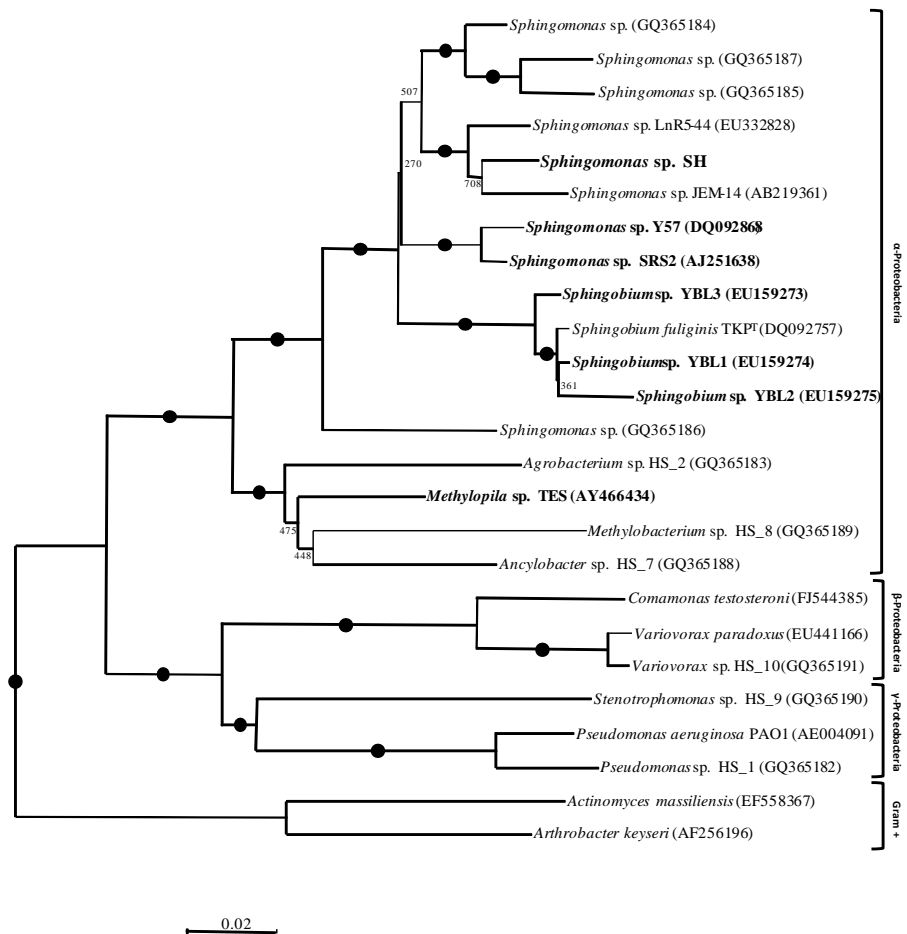 Sphingomonas sp. (GQ365184)
Sphingomonas sp. (GQ365187)
Sphingomonas sp. (GQ365185)
507
Sphingomonas sp. LnR5-44 (EU332828)
Sphingomonas sp. SH
270
708
Sphingomonas sp. JEM-14 (AB219361)
Sphingomonas sp. Y57 (DQ092868)
Sphingomonas sp. SRS2 (AJ251638)
Sphingobium sp. YBL3 (EU159273)
Sphingobium fuliginis TKPᵀ (DQ092757)
Sphingobium sp. YBL1 (EU159274)
361
Sphingobium sp. YBL2 (EU159275)
Sphingomonas sp. (GQ365186)
Agrobacterium sp. HS_2 (GQ365183)
Methylopila sp. TES (AY466434)
475
Methylobacterium sp. HS_8 (GQ365189)
448
Ancylobacter sp. HS_7 (GQ365188)
α-Proteobacteria
Comamonas testosteroni (FJ544385)
Variovorax paradoxus (EU441166)
Variovorax sp. HS_10 (GQ365191)
β-Proteobacteria
Stenotrophomonas sp. HS_9 (GQ365190)
Pseudomonas aeruginosa PAO1 (AE004091)
Pseudomonas sp. HS_1 (GQ365182)
γ-Proteobacteria
Actinomyces massiliensis (EF558367)
Arthrobacter keyseri (AF256196)
Gram +
0.02